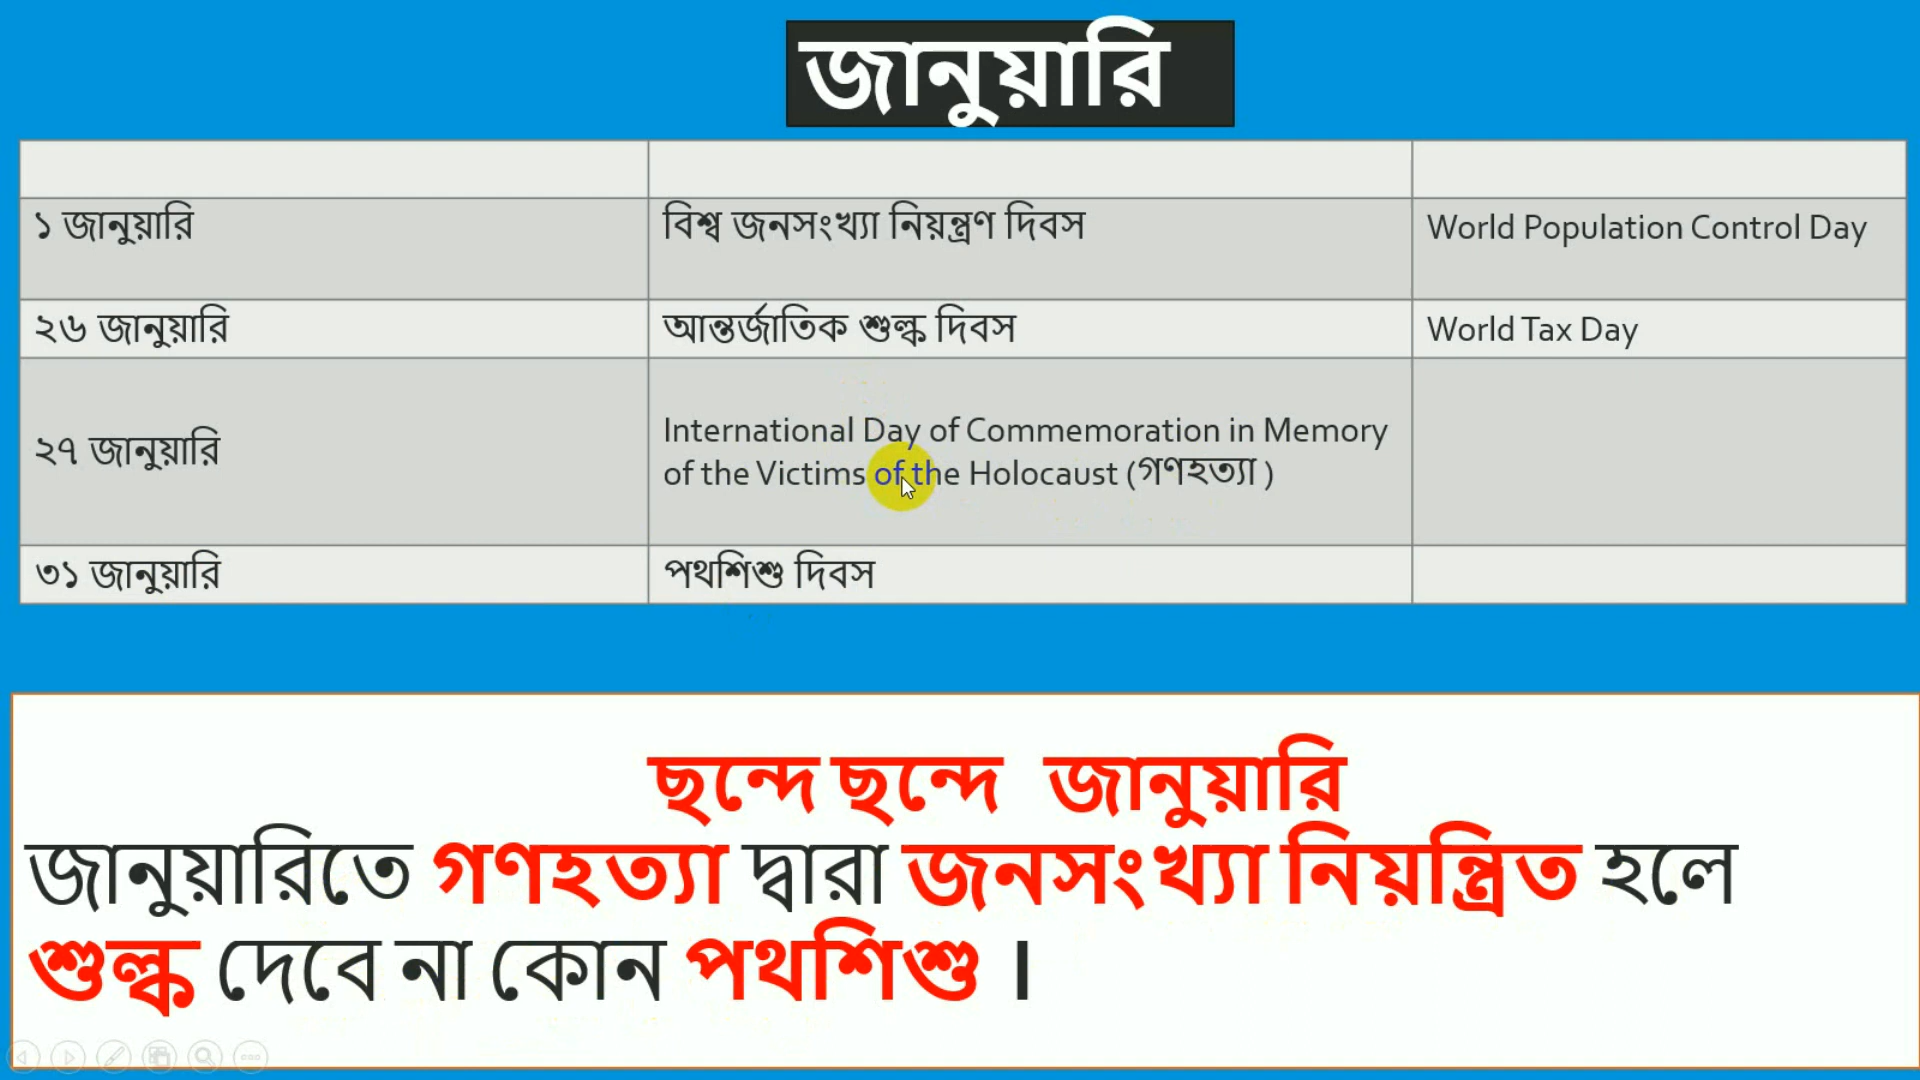 জানুয়ারি
১ জানুয়ারি বিশ্ব জনসংখ্যা নিয়ন্ত্রণ দিবস World Population Control Day
২৬ জানুয়ারি আন্তর্জাতিক শুল্ক দিবস World Tax Day
২৭ জানুয়ারি International Day of Commemoration in Memory
of the Victims of the Holocaust (গণহত্যা )
৩১ জানুয়ারি পথশিশু দিবস
ছন্দে ছন্দে জানুয়ারি
জানুয়ারিতে গণহত্যা দ্বারা জনসংখ্যা নিয়ন্ত্রিত হলে
শুল্ক দেবে না কোন পথশিশু ।